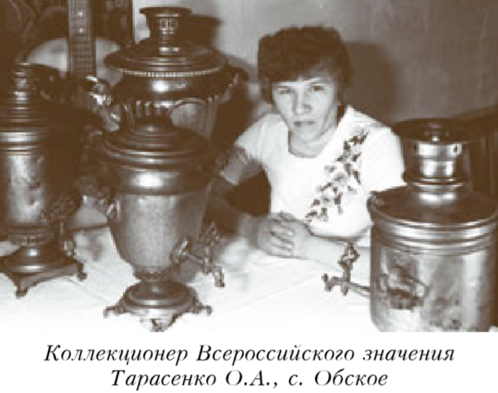 Коллекционер Всероссийского значения
Тарасенко О.А., с. Обское